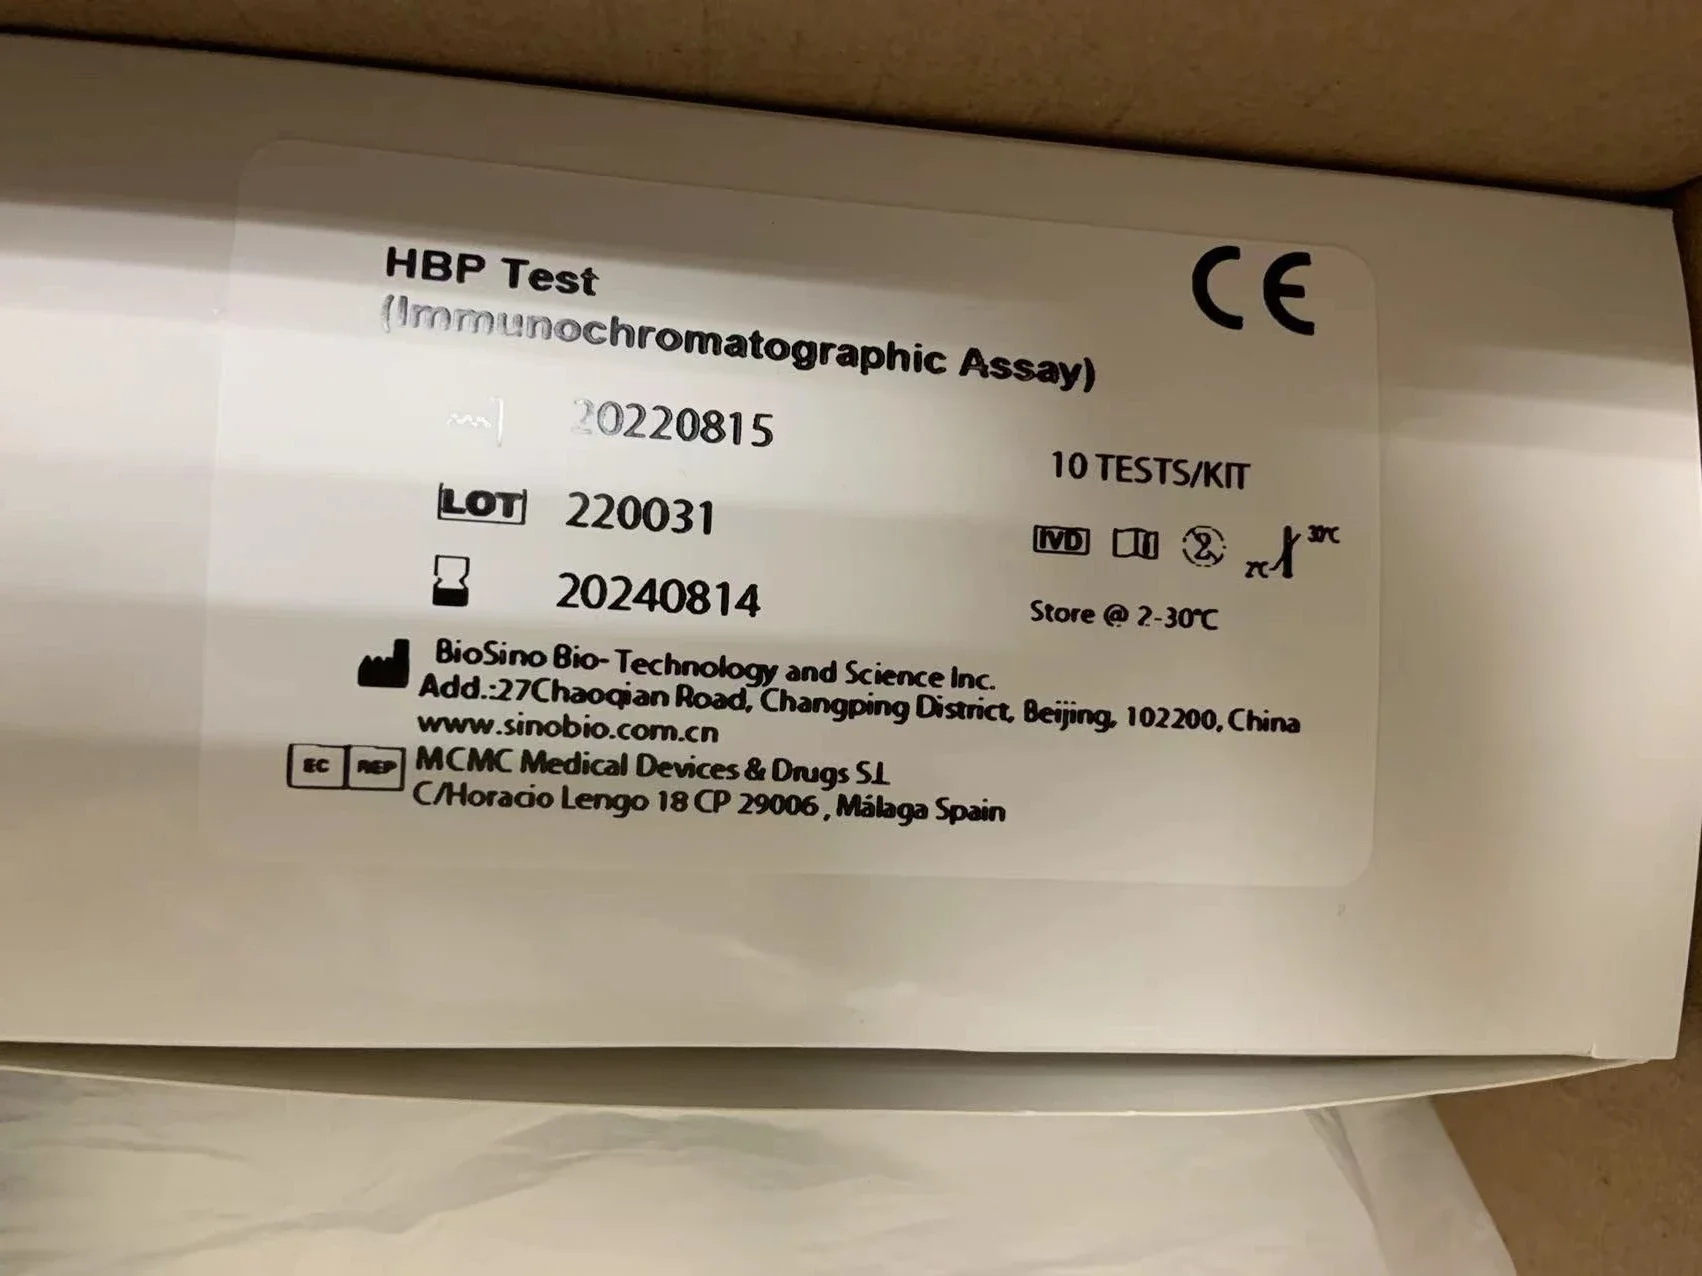 HBP Test
(Immunochromatographic Assay)
CE
20220815
10 TESTS/KIT
LOT 220031
IVD
2
2℃ 30℃
20240814
Store @ 2-30℃
BioSino Bio-Technology and Science Inc.
Add.:27Chaoqian Road, Changping District, Beijing, 102200, China
www.sinobio.com.cn
EC REP MCMC Medical Devices & Drugs S.L
C/Horacio Lengo 18 CP 29006, Málaga Spain